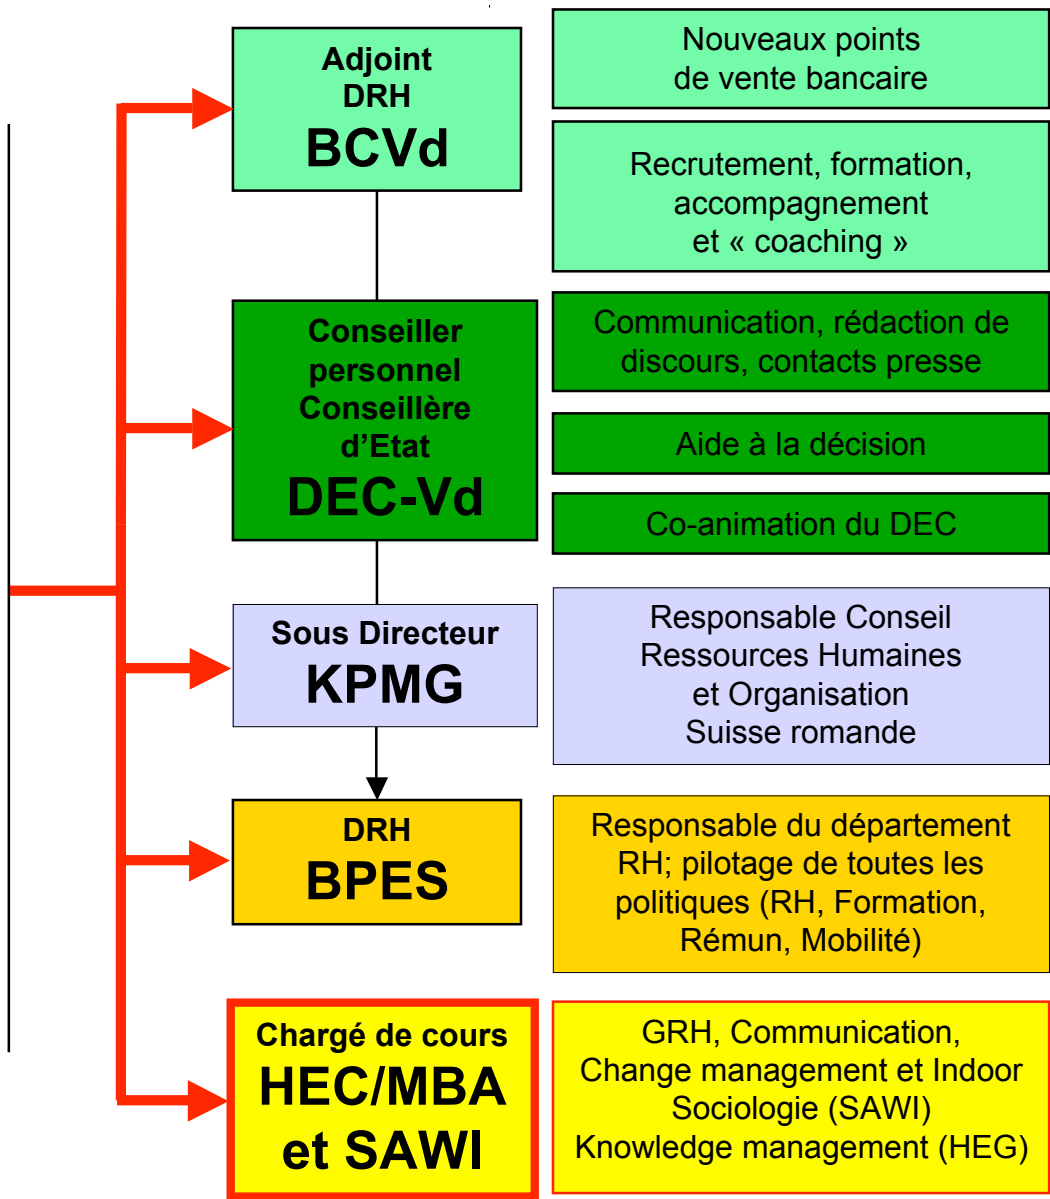 Adjoint
DRH
BCVd
Nouveaux points
de vente bancaire
Recrutement, formation,
accompagnement
et « coaching »
Conseiller
personnel
Conseillère
d’Etat
DEC-Vd
Communication, rédaction de
discours, contacts presse
Aide à la décision
Co-animation du DEC
Sous Directeur
KPMG
Responsable Conseil
Ressources Humaines
et Organisation
Suisse romande
DRH
BPES
Responsable du département
RH; pilotage de toutes les
politiques (RH, Formation,
Rémun, Mobilité)
Chargé de cours
HEC/MBA
et SAWI
GRH, Communication,
Change management et Indoor
Sociologie (SAWI)
Knowledge management (HEG)